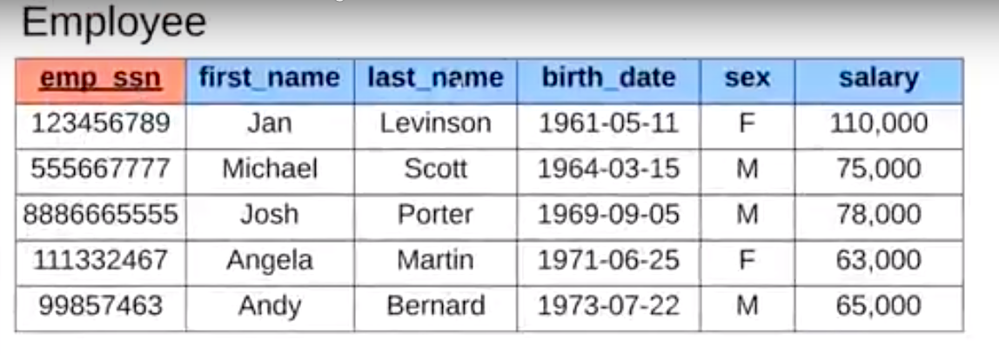 Employee
emp_ssn first_name last_name birth_date sex salary
123456789 Jan Levinson 1961-05-11 F 110,000
555667777 Michael Scott 1964-03-15 M 75,000
8886665555 Josh Porter 1969-09-05 M 78,000
111332467 Angela Martin 1971-06-25 F 63,000
99857463 Andy Bernard 1973-07-22 M 65,000